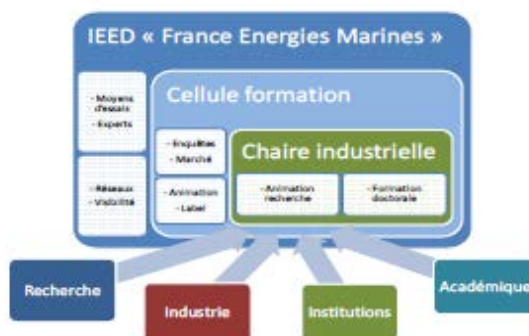 IEED « France Energies Marines »
- Moyens
d'essais
- Experts
- Réseaux
- Visibilité
Cellule formation
- Enquêtes
- Marché
- Animation
- Label
Chaire industrielle
- Animation
recherche
- Formation
doctorale
Recherche
Industrie
Institutions
Académique